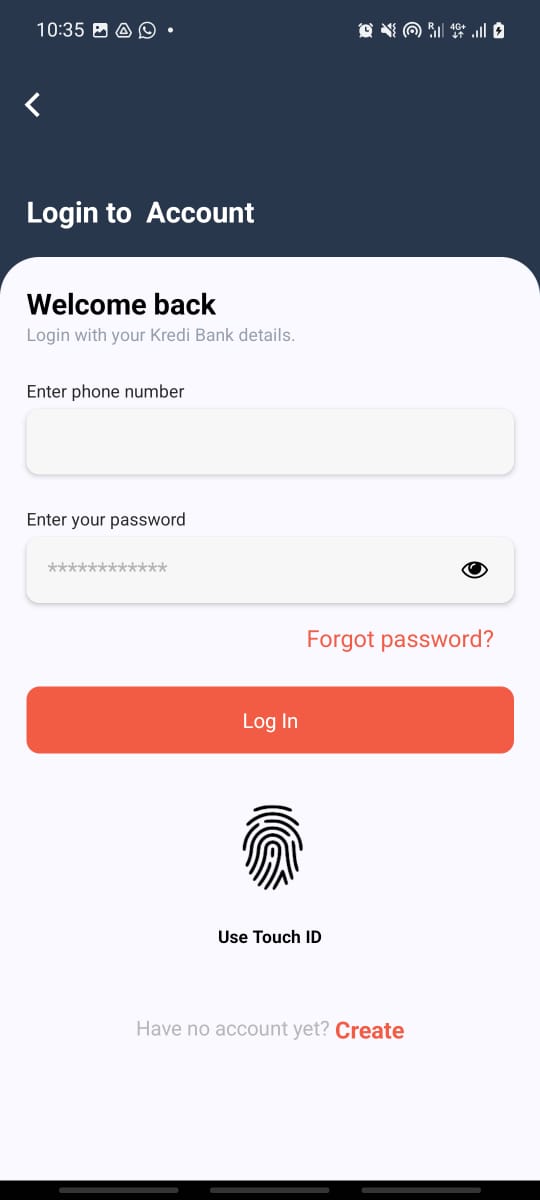 10:35
R
4G+
Login to  Account
Welcome back
Login with your Kredi Bank details.
Enter phone number
Enter your password
************
Forgot password?
Log In
Use Touch ID
Have no account yet? Create